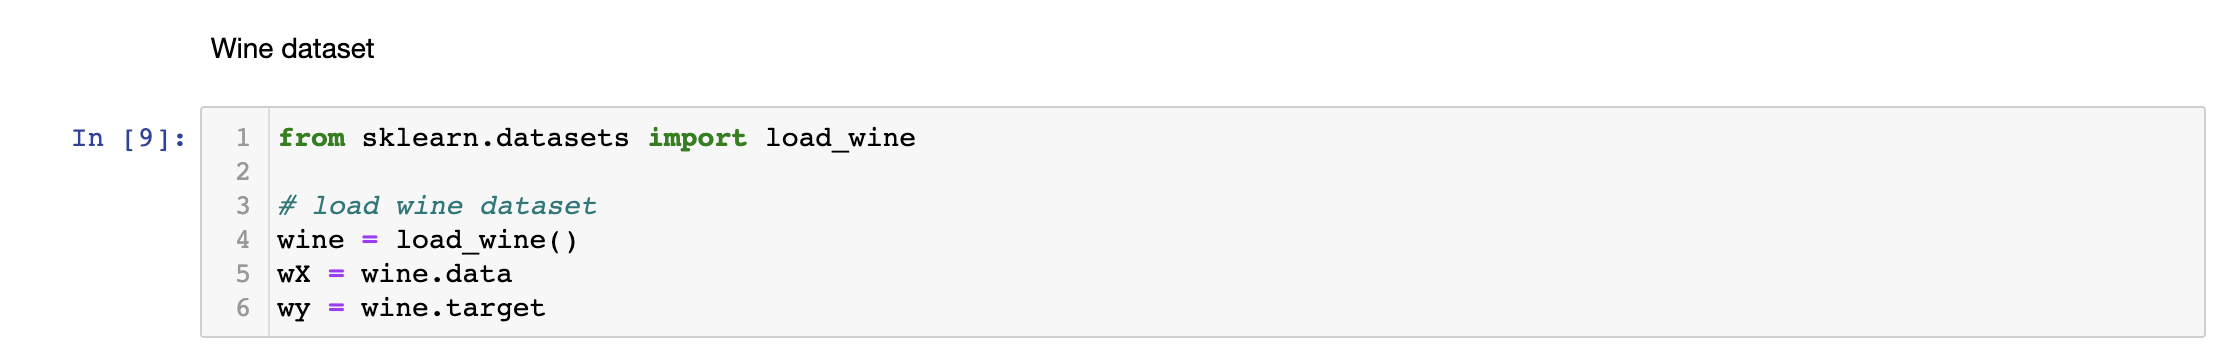 Wine dataset
In [9]:
1 from sklearn.datasets import load_wine
2
3 # load wine dataset
4 wine = load_wine()
5 wX = wine.data
6 wy = wine.target